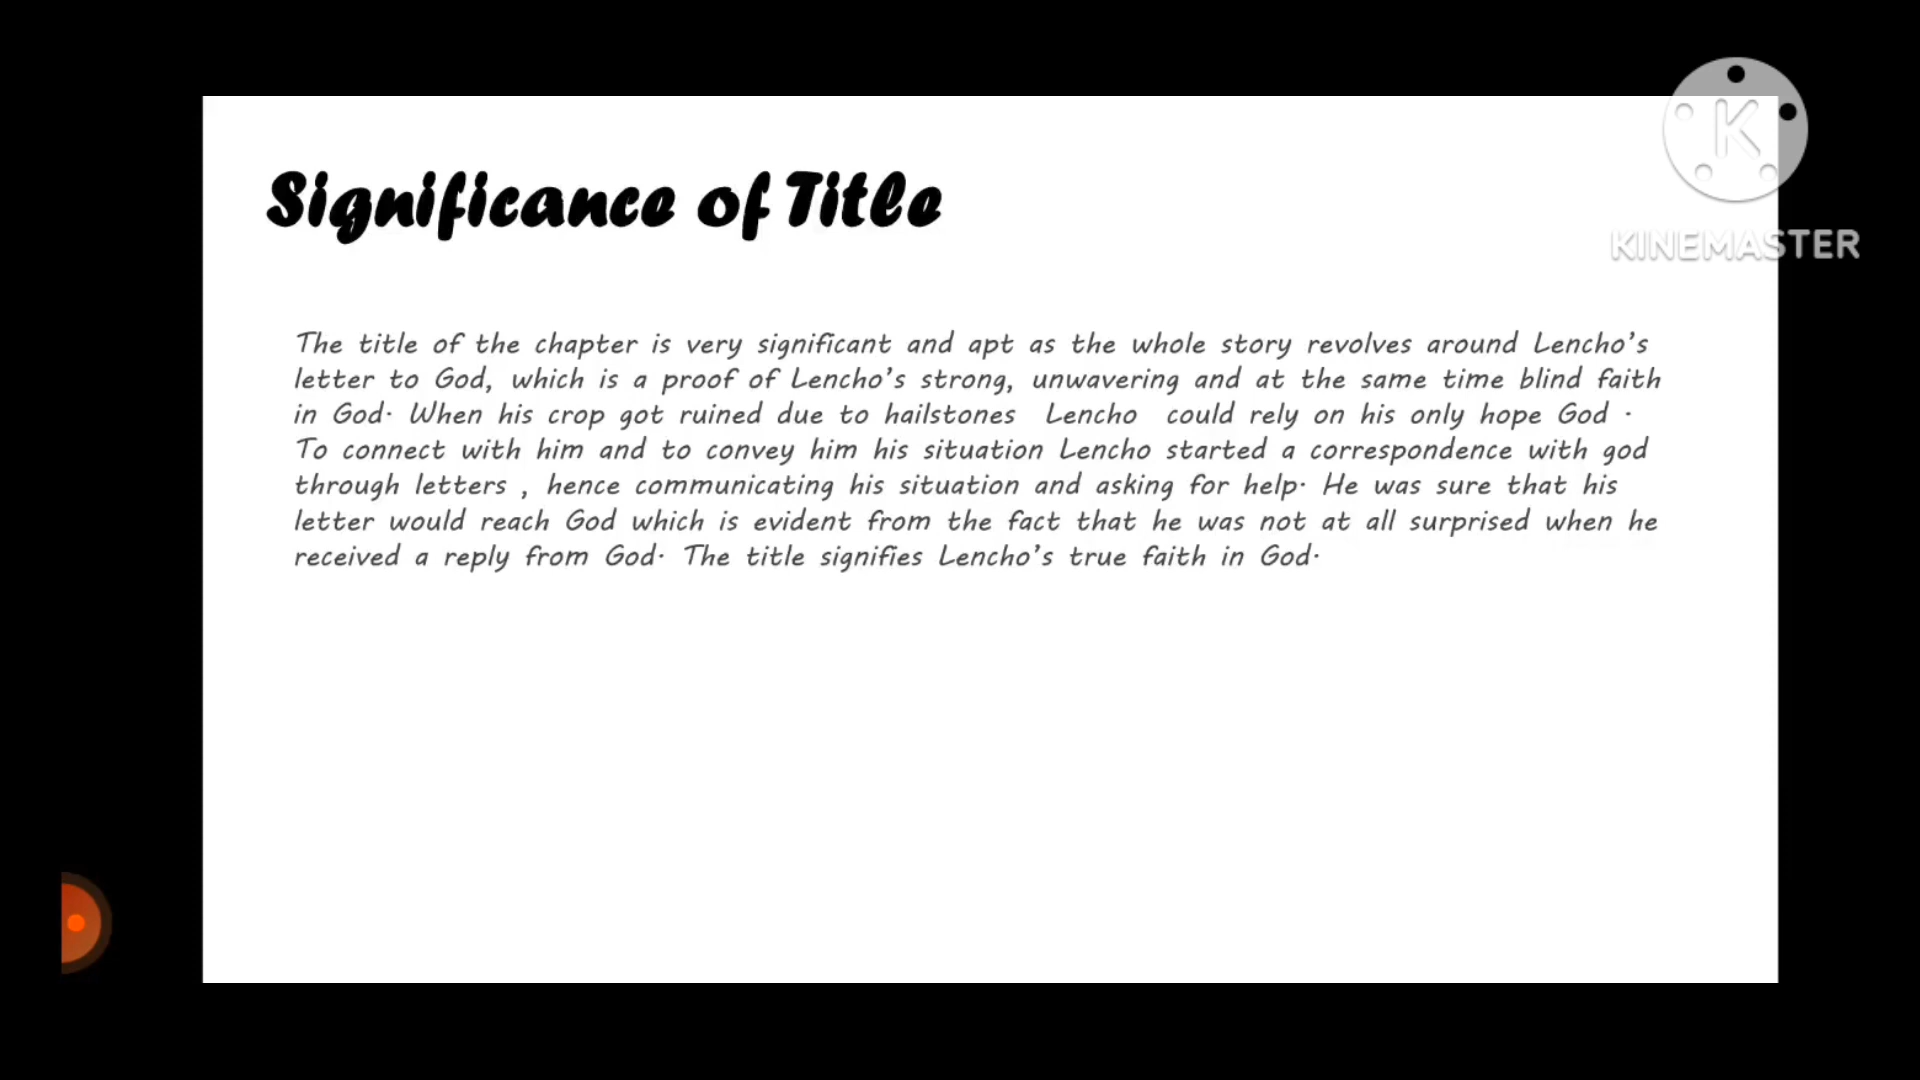 Significance of Title
The title of the chapter is very significant and apt as the whole story revolves around Lencho's
letter to God, which is a proof of Lencho's strong, unwavering and at the same time blind faith
in God. When his crop got ruined due to hailstones Lencho could rely on his only hope God .
To connect with him and to convey him his situation Lencho started a correspondence with god
through letters , hence communicating his situation and asking for help. He was sure that his
letter would reach God which is evident from the fact that he was not at all surprised when he
received a reply from God. The title signifies Lencho's true faith in God.
K
KINEMASTER